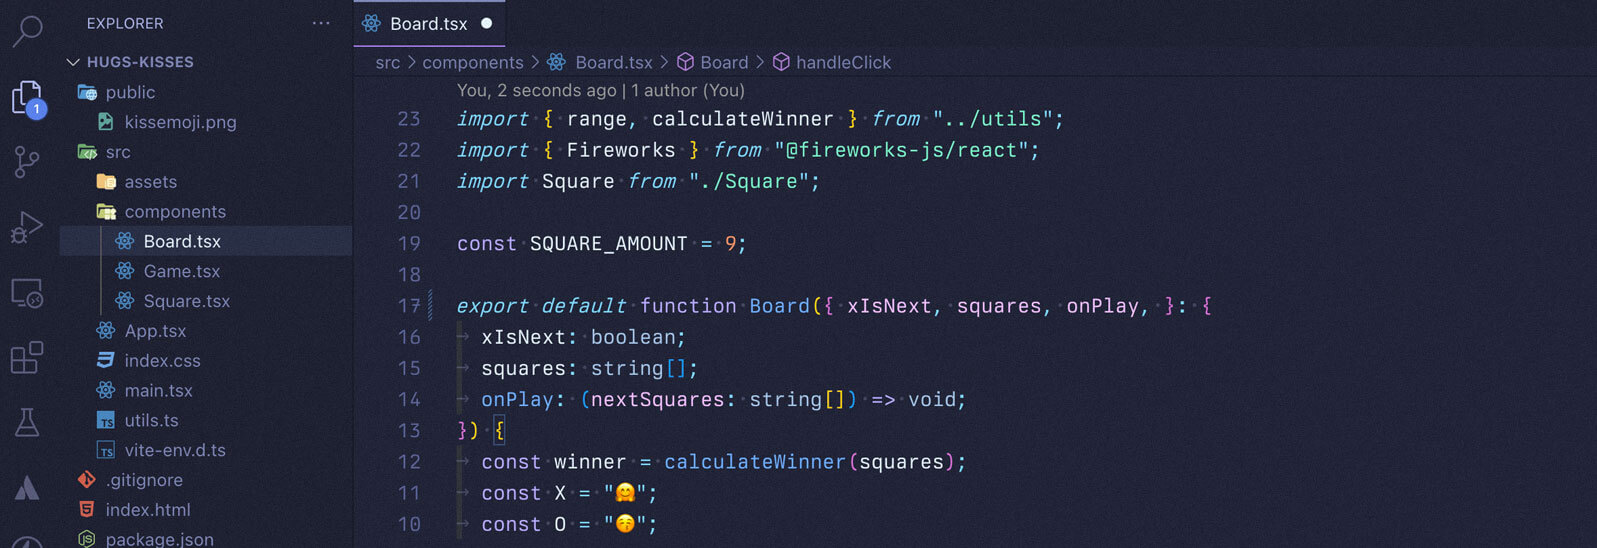 EXPLORER ···
HUGS-KISSES
public
kissemoji.png
src
assets
components
Board.tsx
Game.tsx
Square.tsx
App.tsx
index.css
main.tsx
TS utils.ts
TS vite-env.d.ts
.gitignore
index.html
package.json
1
Board.tsx ●
src > components > Board.tsx > Board > handleClick
You, 2 seconds ago | 1 author (You)
23 import { range, calculateWinner } from "../utils";
22 import { Fireworks } from "@fireworks-js/react";
21 import Square from "./Square";
20
19 const SQUARE_AMOUNT = 9;
18
17 export default function Board({ xIsNext, squares, onPlay, }: {
16 → xIsNext: boolean;
15 → squares: string[];
14 → onPlay: (nextSquares: string[]) => void;
13 }) {
12 → const winner = calculateWinner(squares);
11 → const X = "🤗";
10 → const O = "😚";